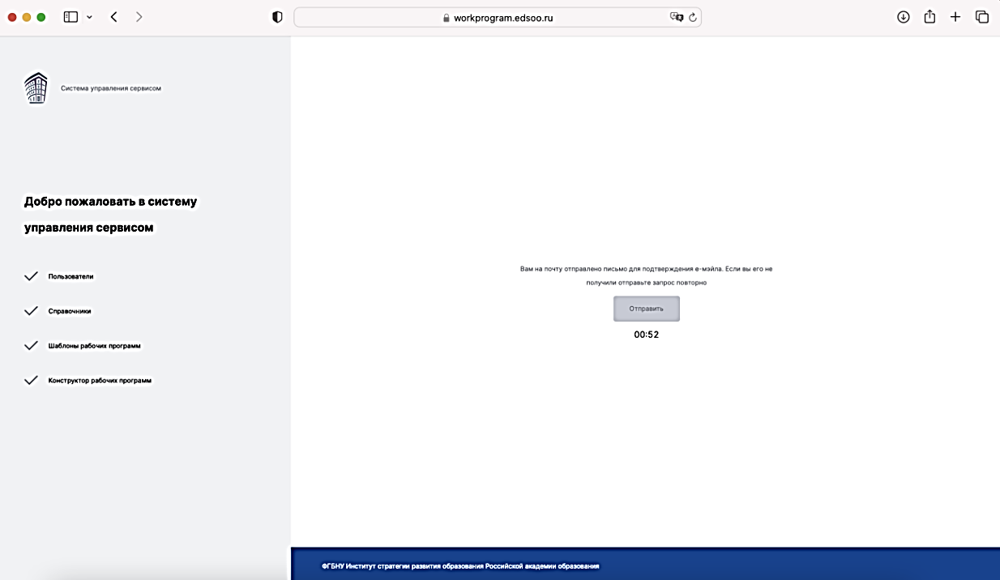 workprogram.edsoo.ru
Система управления сервисом
Добро пожаловать в систему
управления сервисом
Пользователи
Справочники
Шаблоны рабочих программ
Конструктор рабочих программ
Вам на почту отправлено письмо для подтверждения е-мэйла. Если вы его не
получили отправьте запрос повторно
Отправить
00:52
ФГБНУ Институт стратегии развития образования Российской академии образования